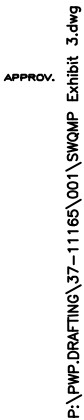 APPROV.
P:\PWP.DRAFTING\37-11165\001\SWQMP Exhibit 3.dwg